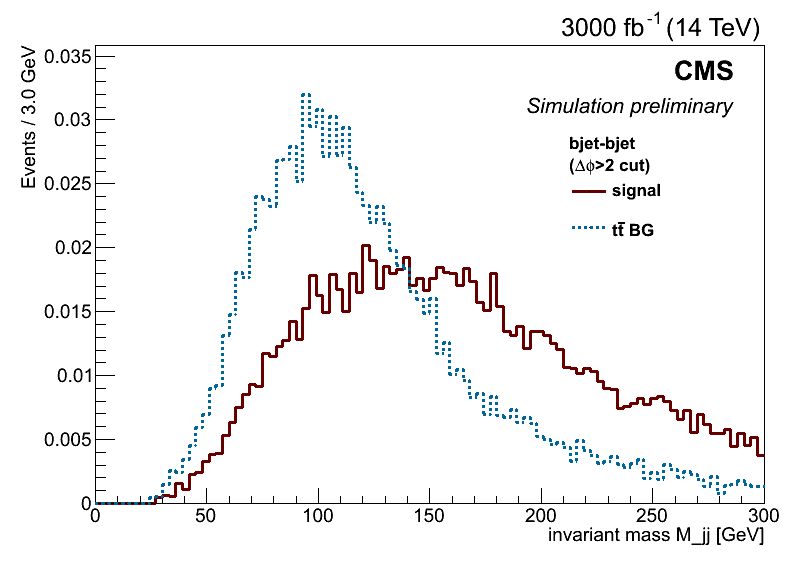 3000 fb⁻¹ (14 TeV)
CMS
Simulation preliminary
bjet-bjet
(Δϕ>2 cut)
signal
tt̄ BG
Events / 3.0 GeV
0.035
0.03
0.025
0.02
0.015
0.01
0.005
0
0 50 100 150 200 250 300
invariant mass M_jj [GeV]